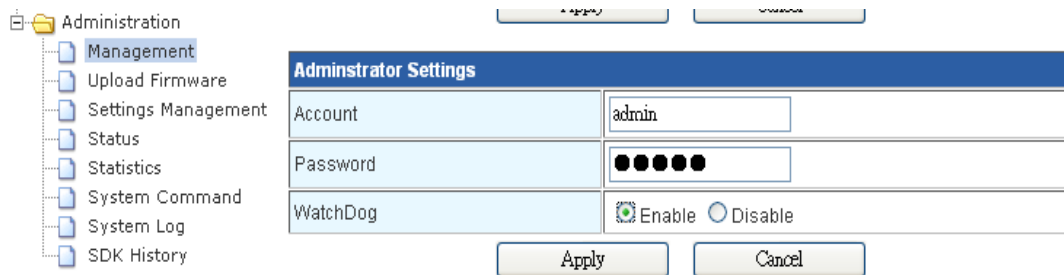 Administration
Management
Upload Firmware
Settings Management
Status
Statistics
System Command
System Log
SDK History
Adminstrator Settings
Account admin
Password ●●●●●
WatchDog Enable Disable
Apply Cancel